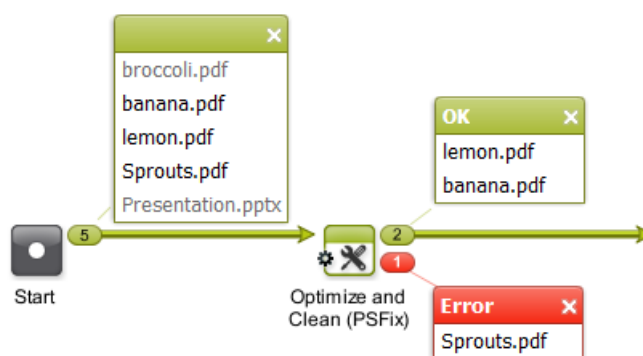 broccoli.pdf
banana.pdf
lemon.pdf
Sprouts.pdf
Presentation.pptx
5
Start
Optimize and
Clean (PSFix)
2
1
OK
lemon.pdf
banana.pdf
Error
Sprouts.pdf